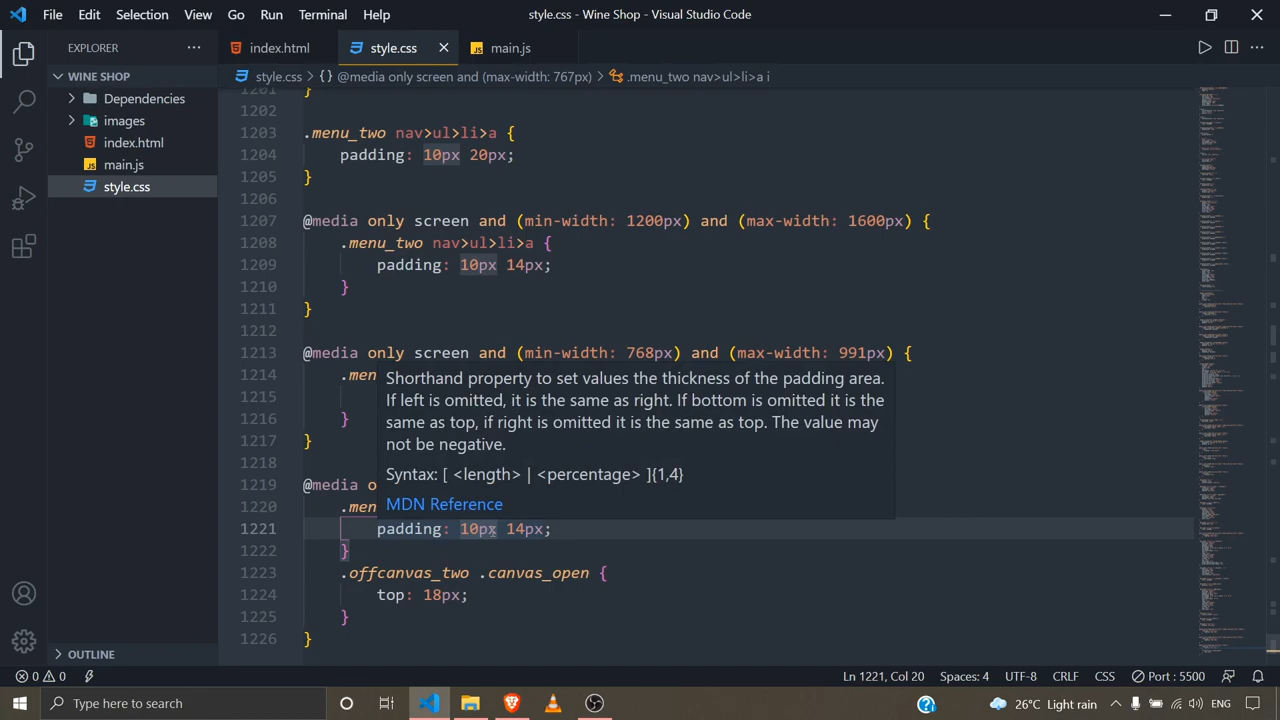 File Edit Selection View Go Run Terminal Help
style.css - Wine Shop - Visual Studio Code
EXPLORER
index.html
style.css
main.js
WINE SHOP
style.css > {} @media only screen and (max-width: 767px) > .menu_two nav>ul>li>a i
Dependencies
images
index.html
main.js
style.css
1201 }
1202
1203 .menu_two nav>ul>li>a {
1204 padding: 10px 20px;
1205 }
1206
1207 @media only screen and (min-width: 1200px) and (max-width: 1600px) {
1208 .menu_two nav>ul>li>a {
1209 padding: 10px 14px;
1210 }
1211 }
1212
1213 @media only screen and (min-width: 768px) and (max-width: 991px) {
1214 .men
1215
1216 }
1217 }
1218
1219 @media o
1220 .men
Shorthand property to set values the thickness of the padding area.
If left is omitted, it is the same as right. If bottom is omitted it is the
same as top, if right is omitted it is the same as top. The value may
not be negative.
Syntax: [ <length> | <percentage> ]{1,4}
MDN Reference
1221 padding: 10px 14px;
1222 }
1223 .offcanvas_two .canvas_open {
1224 top: 18px;
1225 }
1226 }
OUTLINE
0 0
Ln 1221, Col 20 Spaces: 4 UTF-8 CRLF CSS Port : 5500
Type here to search
26°C Light rain
ENG